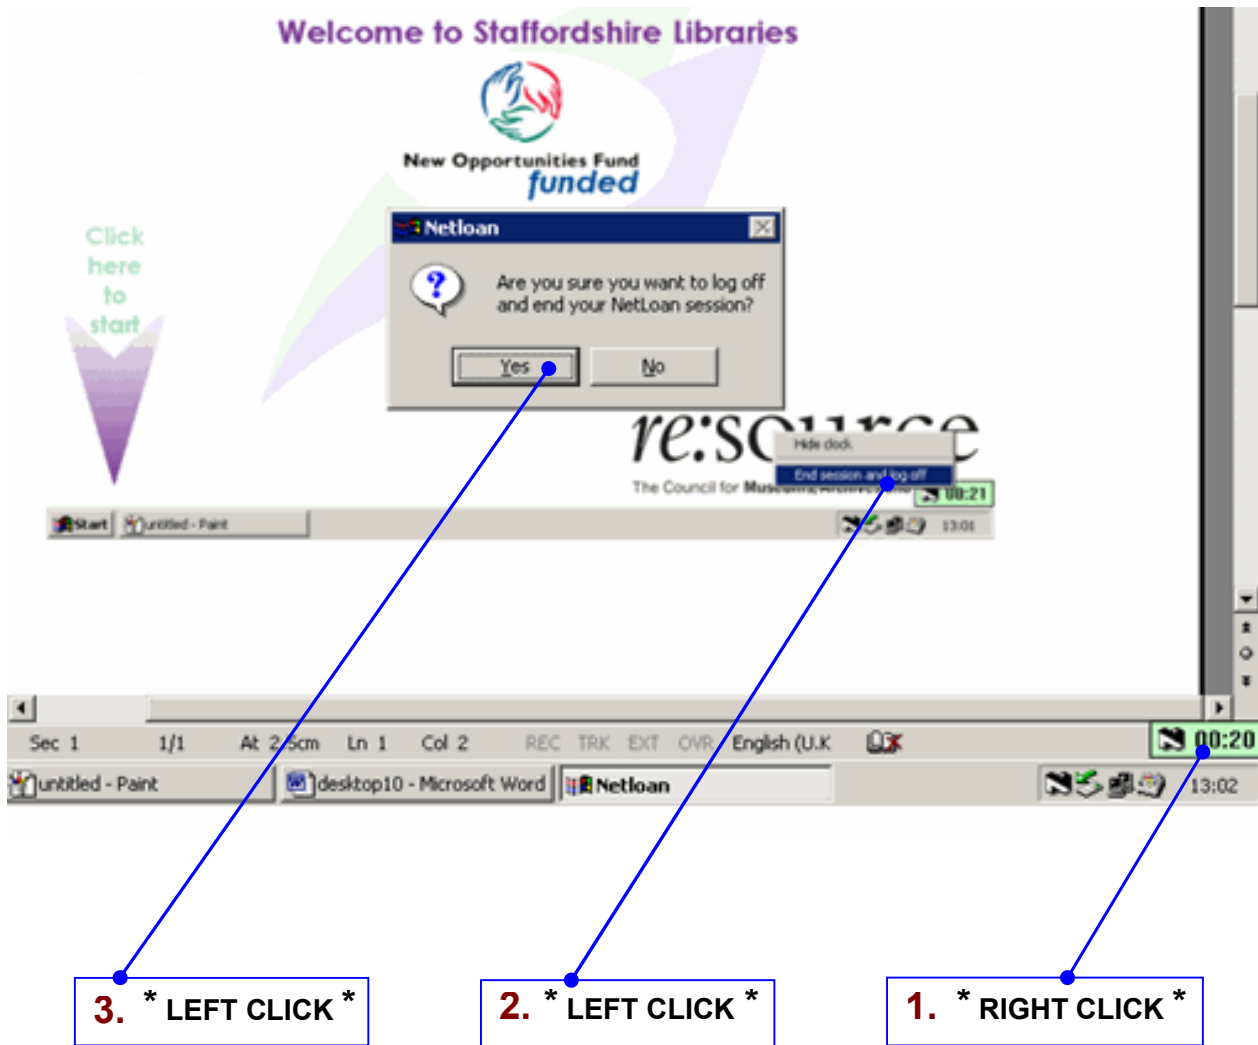 Welcome to Staffordshire Libraries
New Opportunities Fund
funded
Click
here
to
start
Netloan
Are you sure you want to log off
and end your NetLoan session?
Yes
No
re:source
Hide clock
End session and log off
The Council for Museums, Archives and
00:21
Start
untitled - Paint
13:01
Sec 1
1/1
At 2.5cm
Ln 1
Col 2
REC
TRK
EXT
OVR
English (U.K
00:20
untitled - Paint
desktop10 - Microsoft Word
Netloan
13:02
3. * LEFT CLICK *
2. * LEFT CLICK *
1. * RIGHT CLICK *